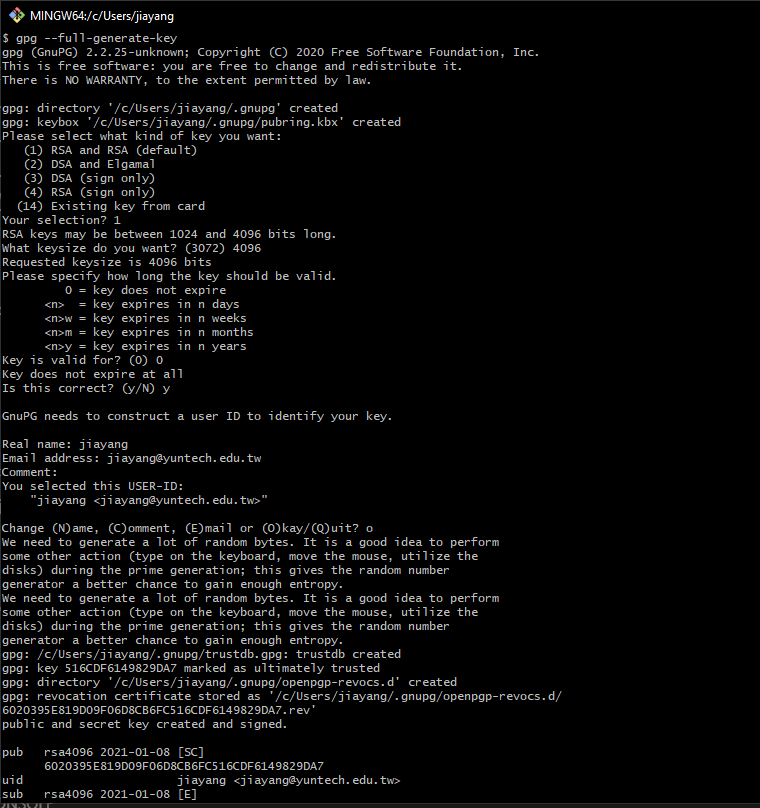 MINGW64:/c/Users/jiayang
$ gpg --full-generate-key
gpg (GnuPG) 2.2.25-unknown; Copyright (C) 2020 Free Software Foundation, Inc.
This is free software: you are free to change and redistribute it.
There is NO WARRANTY, to the extent permitted by law.
gpg: directory '/c/Users/jiayang/.gnupg' created
gpg: keybox '/c/Users/jiayang/.gnupg/pubring.kbx' created
Please select what kind of key you want:
(1) RSA and RSA (default)
(2) DSA and Elgamal
(3) DSA (sign only)
(4) RSA (sign only)
(14) Existing key from card
Your selection? 1
RSA keys may be between 1024 and 4096 bits long.
What keysize do you want? (3072) 4096
Requested keysize is 4096 bits
Please specify how long the key should be valid.
0 = key does not expire
<n>  = key expires in n days
<n>w = key expires in n weeks
<n>m = key expires in n months
<n>y = key expires in n years
Key is valid for? (0) 0
Key does not expire at all
Is this correct? (y/N) y
GnuPG needs to construct a user ID to identify your key.
Real name: jiayang
Email address: jiayang@yuntech.edu.tw
Comment:
You selected this USER-ID:
"jiayang <jiayang@yuntech.edu.tw>"
Change (N)ame, (C)omment, (E)mail or (O)kay/(Q)uit? o
We need to generate a lot of random bytes. It is a good idea to perform
some other action (type on the keyboard, move the mouse, utilize the
disks) during the prime generation; this gives the random number
generator a better chance to gain enough entropy.
We need to generate a lot of random bytes. It is a good idea to perform
some other action (type on the keyboard, move the mouse, utilize the
disks) during the prime generation; this gives the random number
generator a better chance to gain enough entropy.
gpg: /c/Users/jiayang/.gnupg/trustdb.gpg: trustdb created
gpg: key 516CDF6149829DA7 marked as ultimately trusted
gpg: directory '/c/Users/jiayang/.gnupg/openpgp-revocs.d' created
gpg: revocation certificate stored as '/c/Users/jiayang/.gnupg/openpgp-revocs.d/
6020395E819D09F06D8CB6FC516CDF6149829DA7.rev'
public and secret key created and signed.
pub   rsa4096 2021-01-08 [SC]
6020395E819D09F06D8CB6FC516CDF6149829DA7
uid                      jiayang <jiayang@yuntech.edu.tw>
sub   rsa4096 2021-01-08 [E]